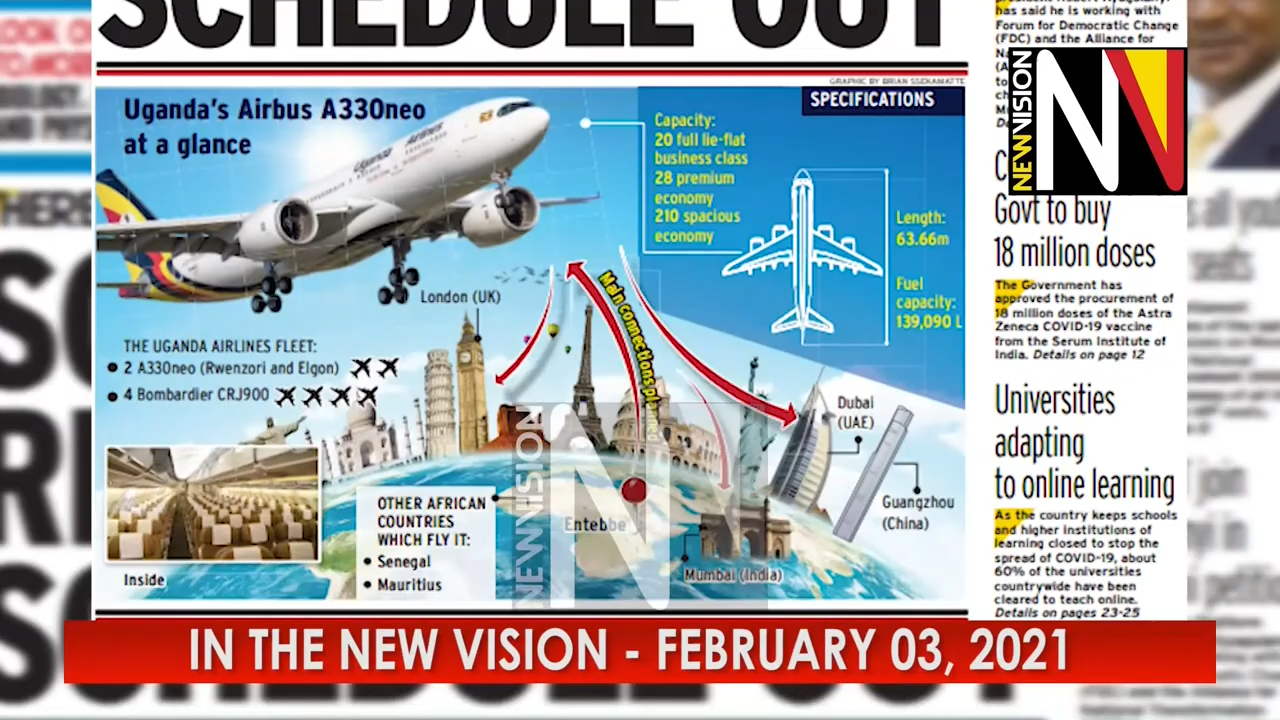 SCHEDULE OUT
GRAPHIC BY BRIAN SSEKAMATTE
Uganda's Airbus A330neo
at a glance
Uganda Airlines
SPECIFICATIONS
Capacity:
20 full lie-flat
business class
28 premium
economy
210 spacious
economy
Length:
63.66m
Fuel
capacity:
139,090 L
London (UK)
Main connections planned
THE UGANDA AIRLINES FLEET:
• 2 A330neo (Rwenzori and Elgon)
• 4 Bombardier CRJ900
Dubai
(UAE)
Guangzhou
(China)
Entebbe
Mumbai (India)
OTHER AFRICAN
COUNTRIES
WHICH FLY IT:
• Senegal
• Mauritius
Inside
has said he is working with
Forum for Democratic Change
(FDC) and the Alliance for
NEW VISION
Govt to buy
18 million doses
The Government has
approved the procurement of
18 million doses of the Astra
Zeneca COVID-19 vaccine
from the Serum Institute of
India. Details on page 12
Universities
adapting
to online learning
As the country keeps schools
and higher institutions of
learning closed to stop the
spread of COVID-19, about
60% of the universities
countrywide have been
cleared to teach online.
Details on pages 23-25
NEW VISION
IN THE NEW VISION - FEBRUARY 03, 2021